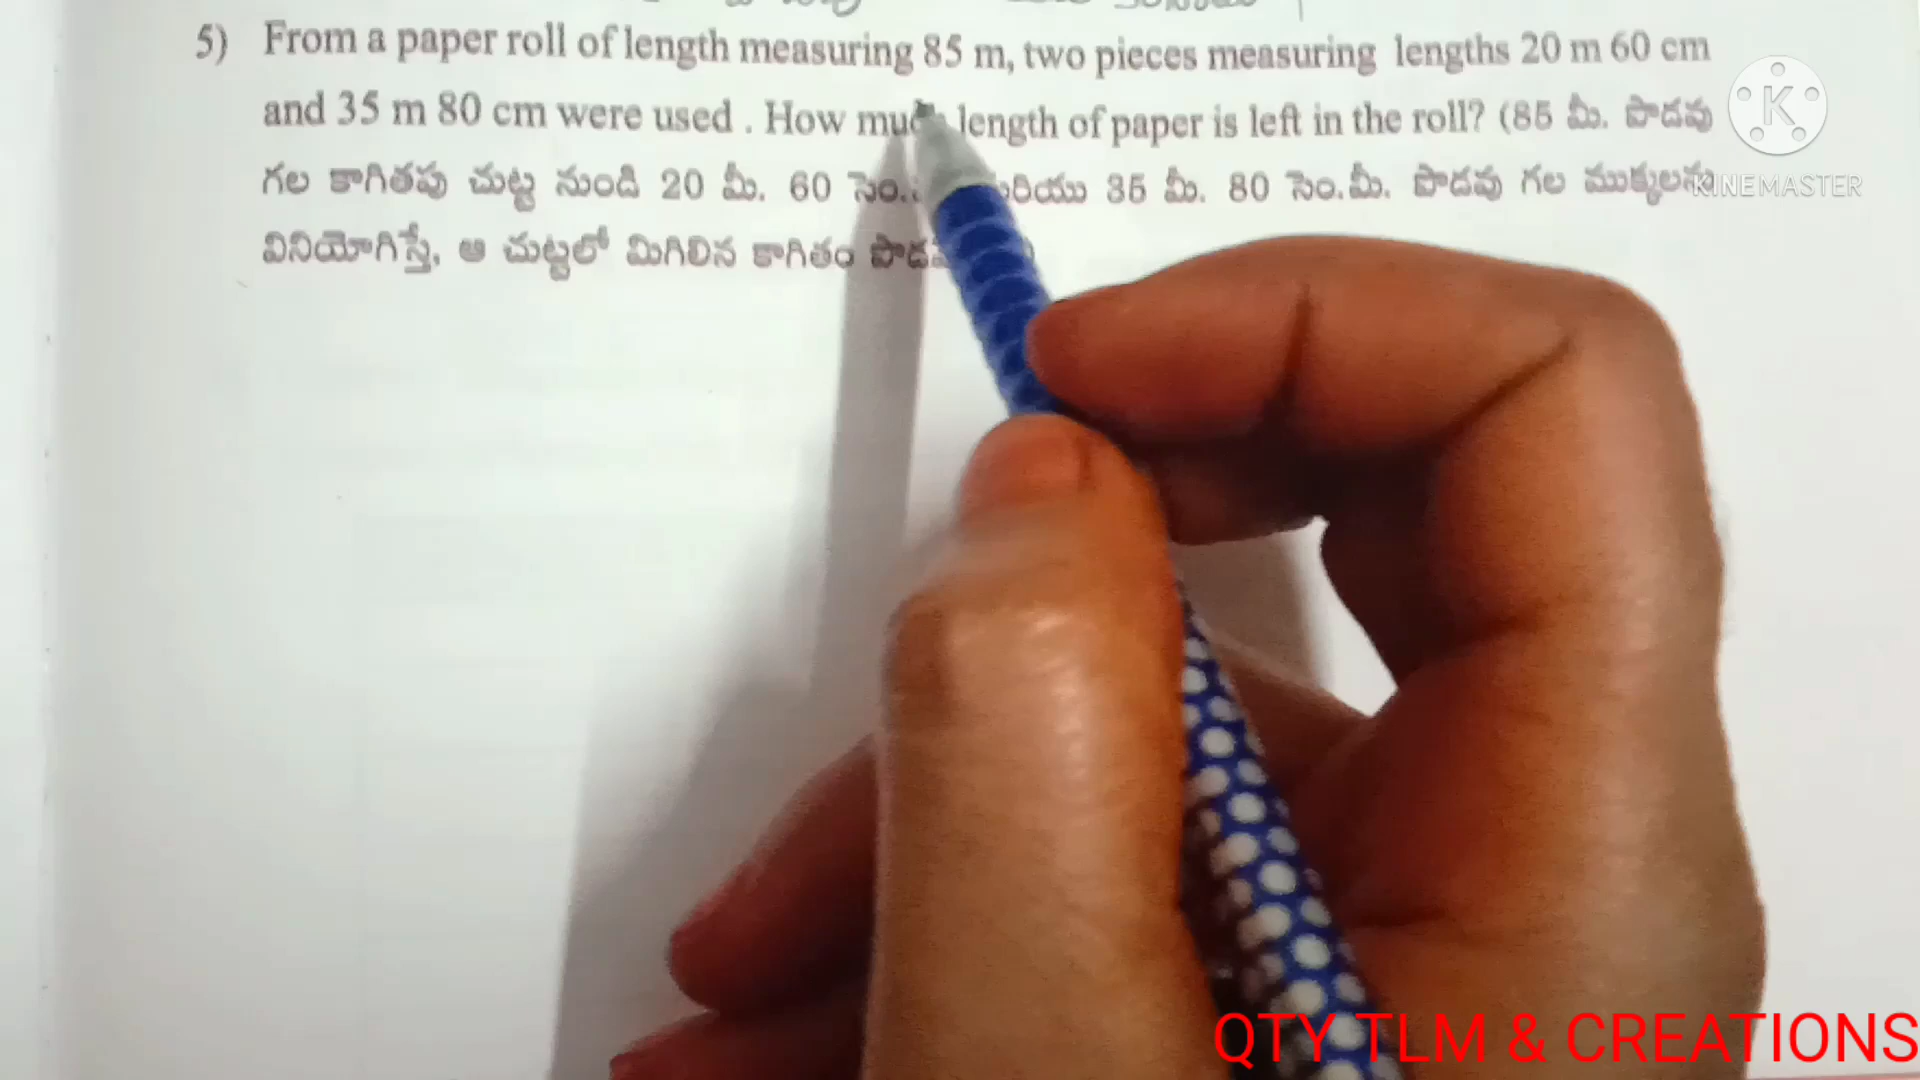 5) From a paper roll of length measuring 85 m, two pieces measuring lengths 20 m 60 cm
and 35 m 80 cm were used . How much length of paper is left in the roll? (85 మీ. పొడవు
గల కాగితపు చుట్ట నుండి 20 మీ. 60 35 మీ. 80 సెం.మీ. పొడవు గల ముక్కలను
వినియోగిస్తే, ఆ చుట్టలో మిగిలిన కాగితం
K
KINEMASTER
QTY TLM & CREATIONS